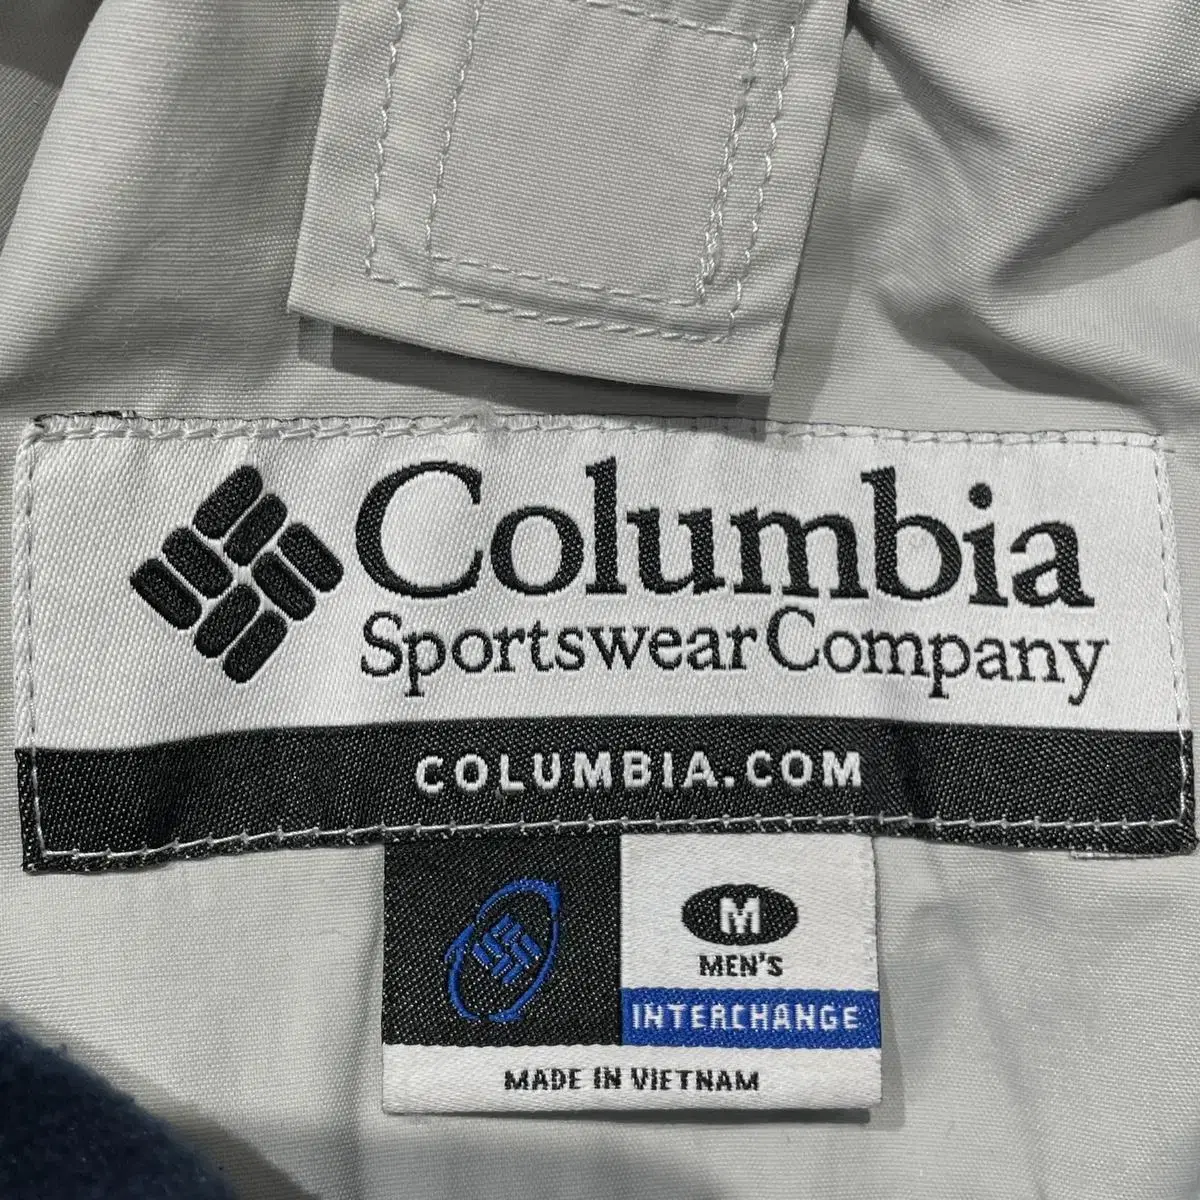 Columbia
Sportswear Company
COLUMBIA.COM
M
MEN'S
INTERCHANGE
MADE IN VIETNAM